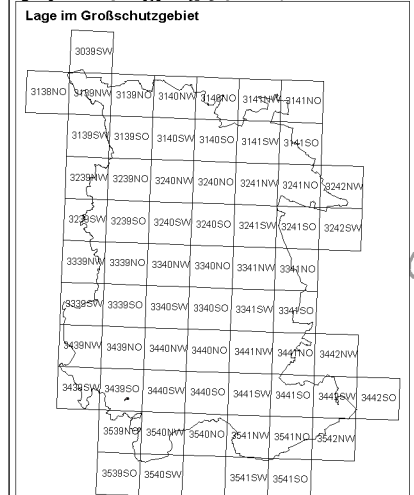 Lage im Großschutzgebiet
3039SW
3138NO 3139NW 3139NO 3140NW 3140NO 3141NW 3141NO
3139SW 3139SO 3140SW 3140SO 3141SW 3141SO
3239NW 3239NO 3240NW 3240NO 3241NW 3241NO 3242NW
3239SW 3239SO 3240SW 3240SO 3241SW 3241SO 3242SW
3339NW 3339NO 3340NW 3340NO 3341NW 3341NO
3339SW 3339SO 3340SW 3340SO 3341SW 3341SO
3439NW 3439NO 3440NW 3440NO 3441NW 3441NO 3442NW
3439SW 3439SO 3440SW 3440SO 3441SW 3441SO 3442SW 3442SO
3539NO 3540NW 3540NO 3541NW 3541NO 3542NW
3539SO 3540SW 3541SW 3541SO